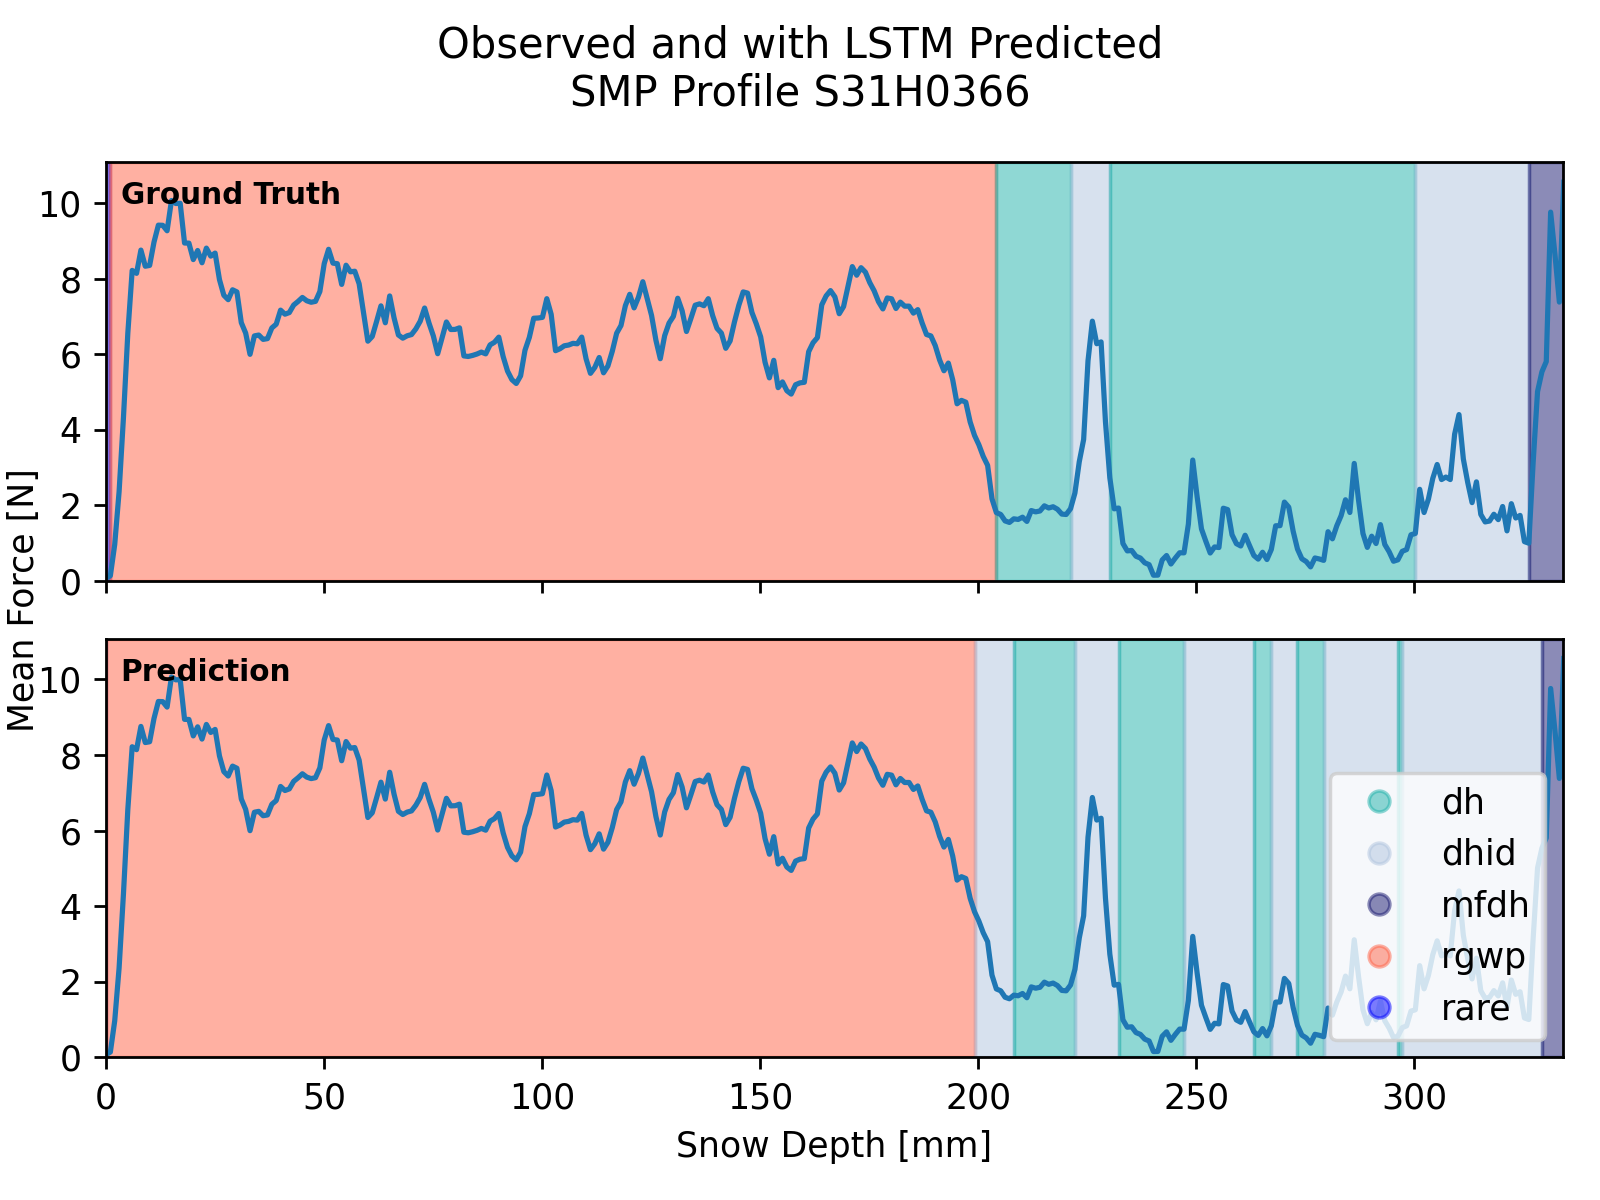 Observed and with LSTM Predicted
SMP Profile S31H0366
Mean Force [N]
Ground Truth
10
8
6
4
2
0
Prediction
10
8
6
4
2
0
dh
dhid
mfdh
rgwp
rare
0 50 100 150 200 250 300
Snow Depth [mm]